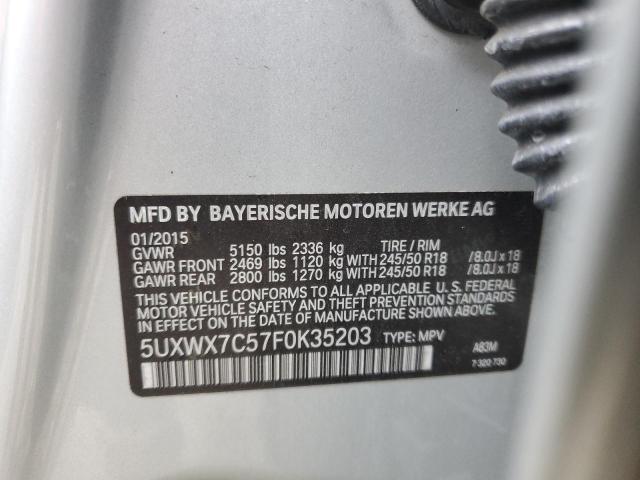 MFD BY BAYERISCHE MOTOREN WERKE AG
01/2015
GVWR 5150 lbs 2336 kg TIRE / RIM
GAWR FRONT 2469 lbs 1120 kg WITH 245/50 R18 /8.0J x 18
GAWR REAR 2800 lbs 1270 kg WITH 245/50 R18 /8.0J x 18
THIS VEHICLE CONFORMS TO ALL APPLICABLE U. S. FEDERAL
MOTOR VEHICLE SAFETY AND THEFT PREVENTION STANDARDS
IN EFFECT ON THE DATE OF MANUFACTURE SHOWN ABOVE.
5UXWX7C57F0K35203 TYPE: MPV A83M
7-320-730